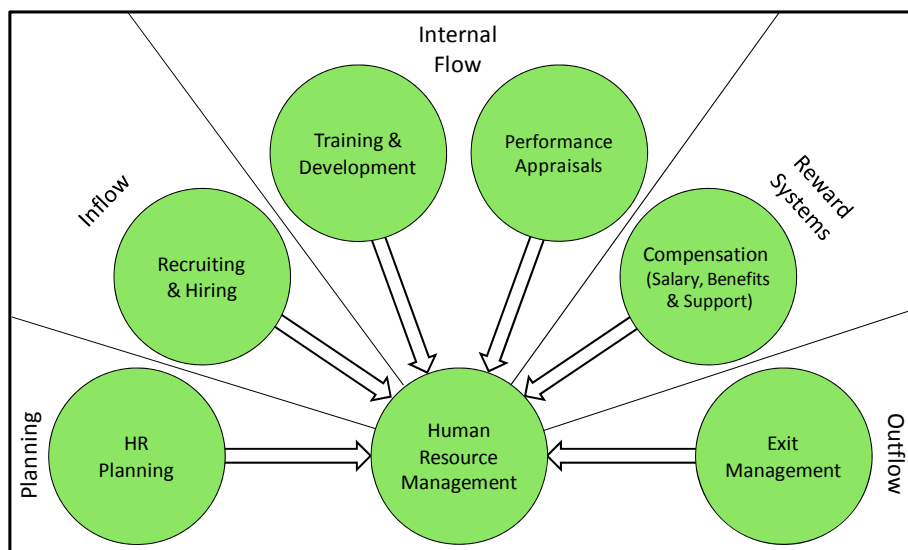 Internal
Flow
Training &
Development
Performance
Appraisals
Inflow
Reward
Systems
Recruiting
& Hiring
Compensation
(Salary, Benefits
& Support)
Planning
HR
Planning
Human
Resource
Management
Exit
Management
Outflow